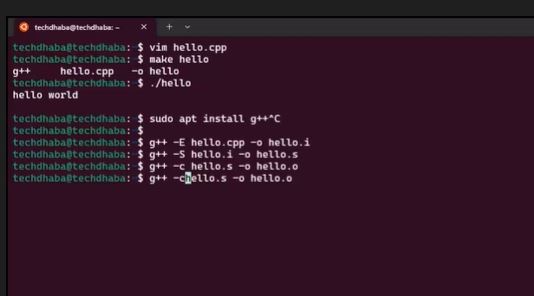 techdhaba@techdhaba: ~
techdhaba@techdhaba:~$ vim hello.cpp
techdhaba@techdhaba:~$ make hello
g++     hello.cpp   -o hello
techdhaba@techdhaba:~$ ./hello
hello world
techdhaba@techdhaba:~$ sudo apt install g++^C
techdhaba@techdhaba:~$
techdhaba@techdhaba:~$ g++ -E hello.cpp -o hello.i
techdhaba@techdhaba:~$ g++ -S hello.i -o hello.s
techdhaba@techdhaba:~$ g++ -c hello.s -o hello.o
techdhaba@techdhaba:~$ g++ -chello.s -o hello.o